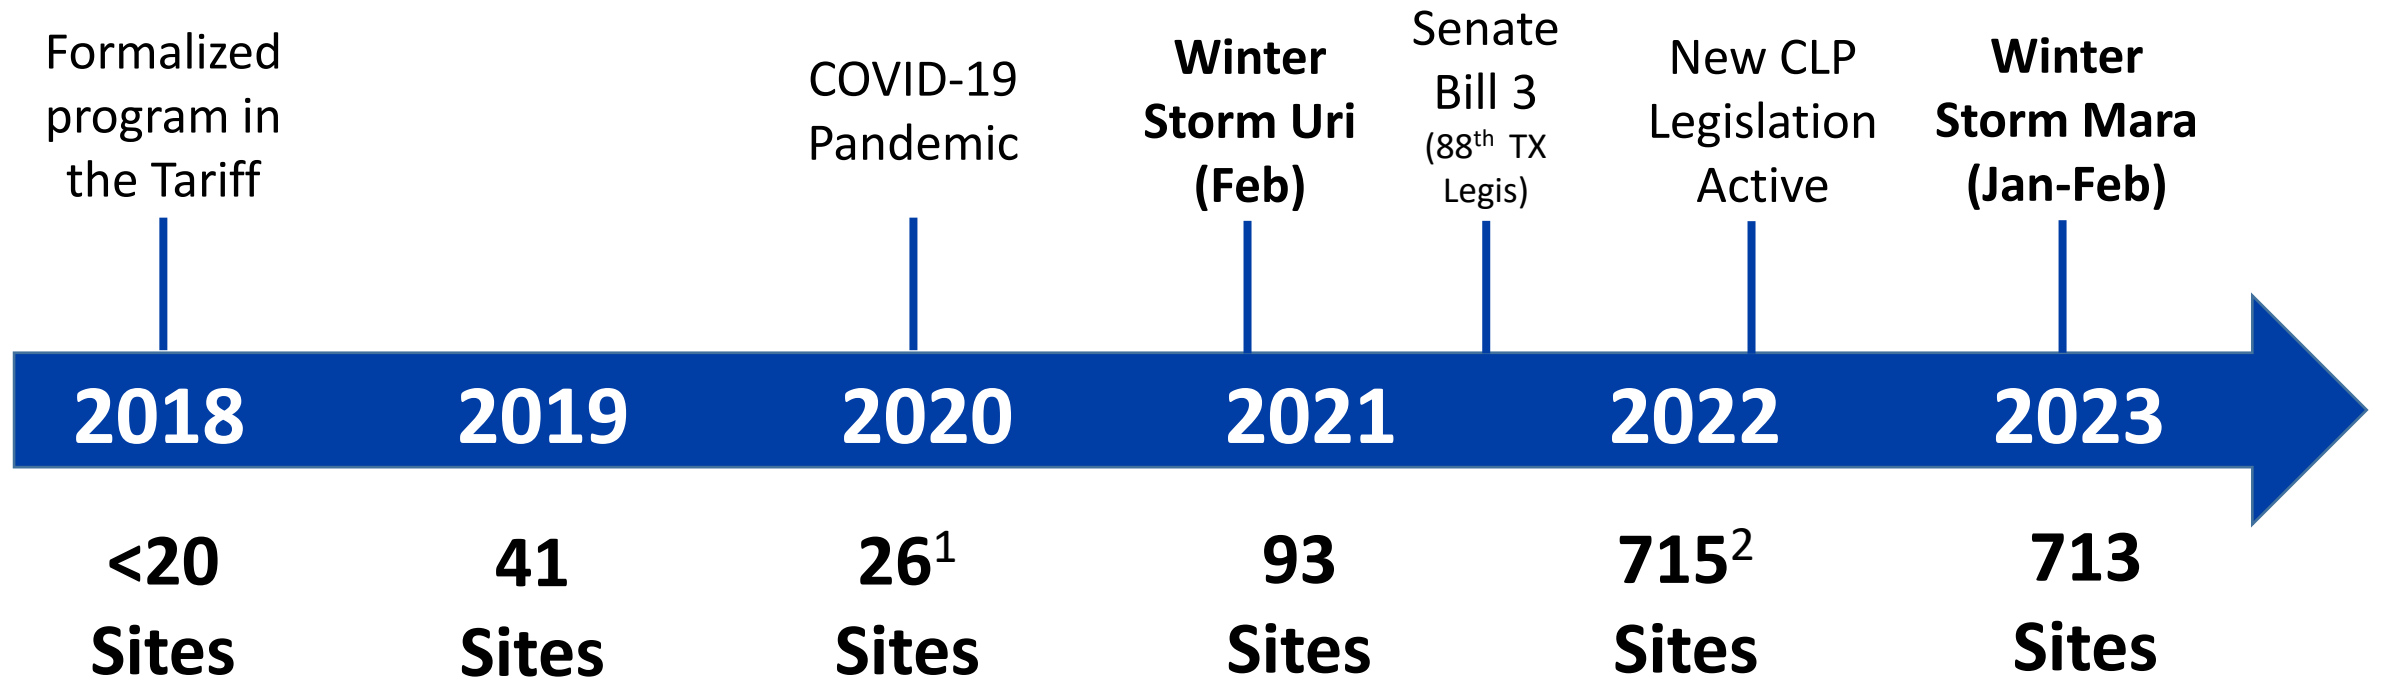 Formalized
program in
the Tariff
COVID-19
Pandemic
Winter
Storm Uri
(Feb)
Senate
Bill 3
(88th TX
Legis)
New CLP
Legislation
Active
Winter
Storm Mara
(Jan-Feb)
2018
2019
2020
2021
2022
2023
<20
Sites
41
Sites
26¹
Sites
93
Sites
715²
Sites
713
Sites